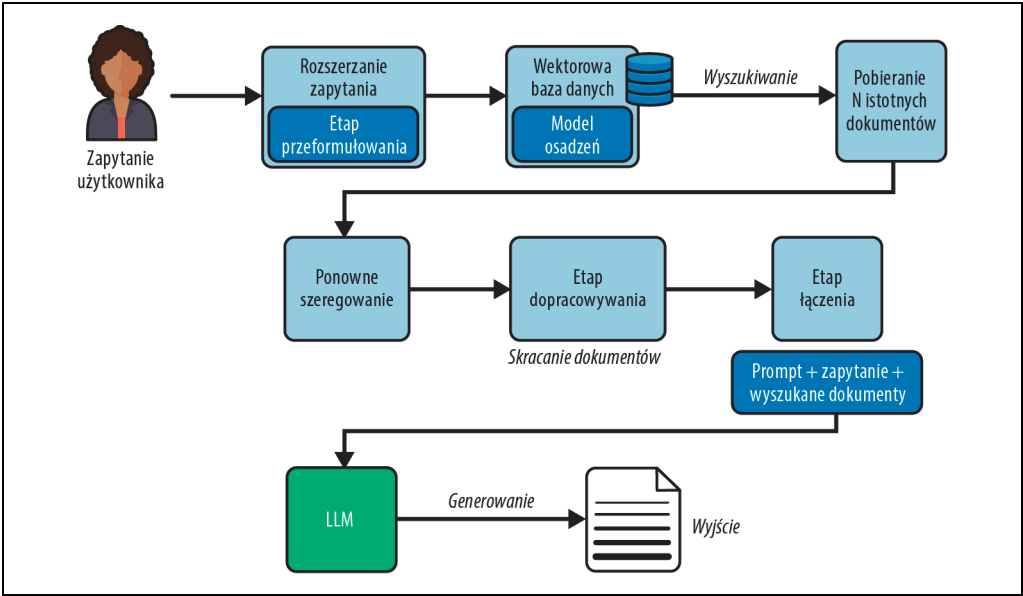 Zapytanie
użytkownika
Rozszerzanie
zapytania
Etap
przeformułowania
Wektorowa
baza danych
Model
osadzeń
Wyszukiwanie
Pobieranie
N istotnych
dokumentów
Ponowne
szeregowanie
Etap
dopracowywania
Skracanie dokumentów
Etap
łączenia
Prompt + zapytanie +
wyszukane dokumenty
LLM
Generowanie
Wyjście